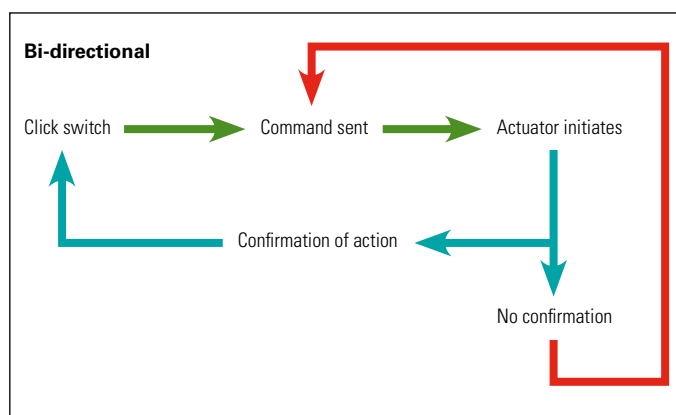 Bi-directional
Click switch
Command sent
Actuator initiates
Confirmation of action
No confirmation